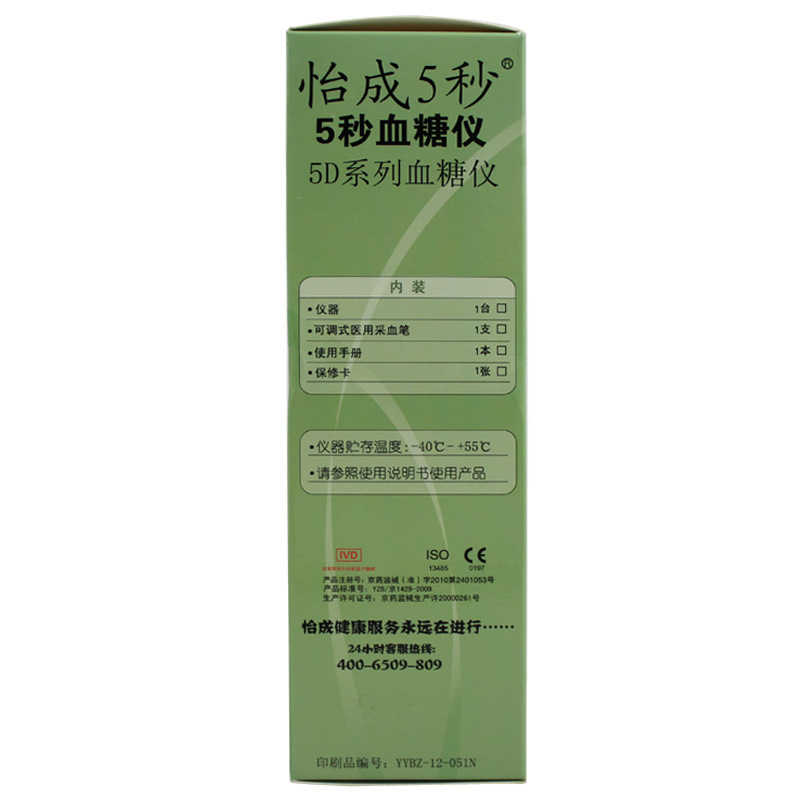 怡成5秒®
5秒血糖仪
5D系列血糖仪
内装
•仪器 1台□
•可调式医用采血笔 1支□
•使用手册 1本□
•保修卡 1张□
•仪器贮存温度:-40℃-+55℃
•请参照使用说明书使用产品
IVD ISO CE
13485 0197
产品注册号：京药监械（准）字2010第2401053号
产品标准号：YZB/京1429-2009
生产许可证号：京药监械生产许20000261号
怡成健康服务永远在进行……
24小时客服热线:
400-6509-809
印刷品编号：YYBZ-12-051N